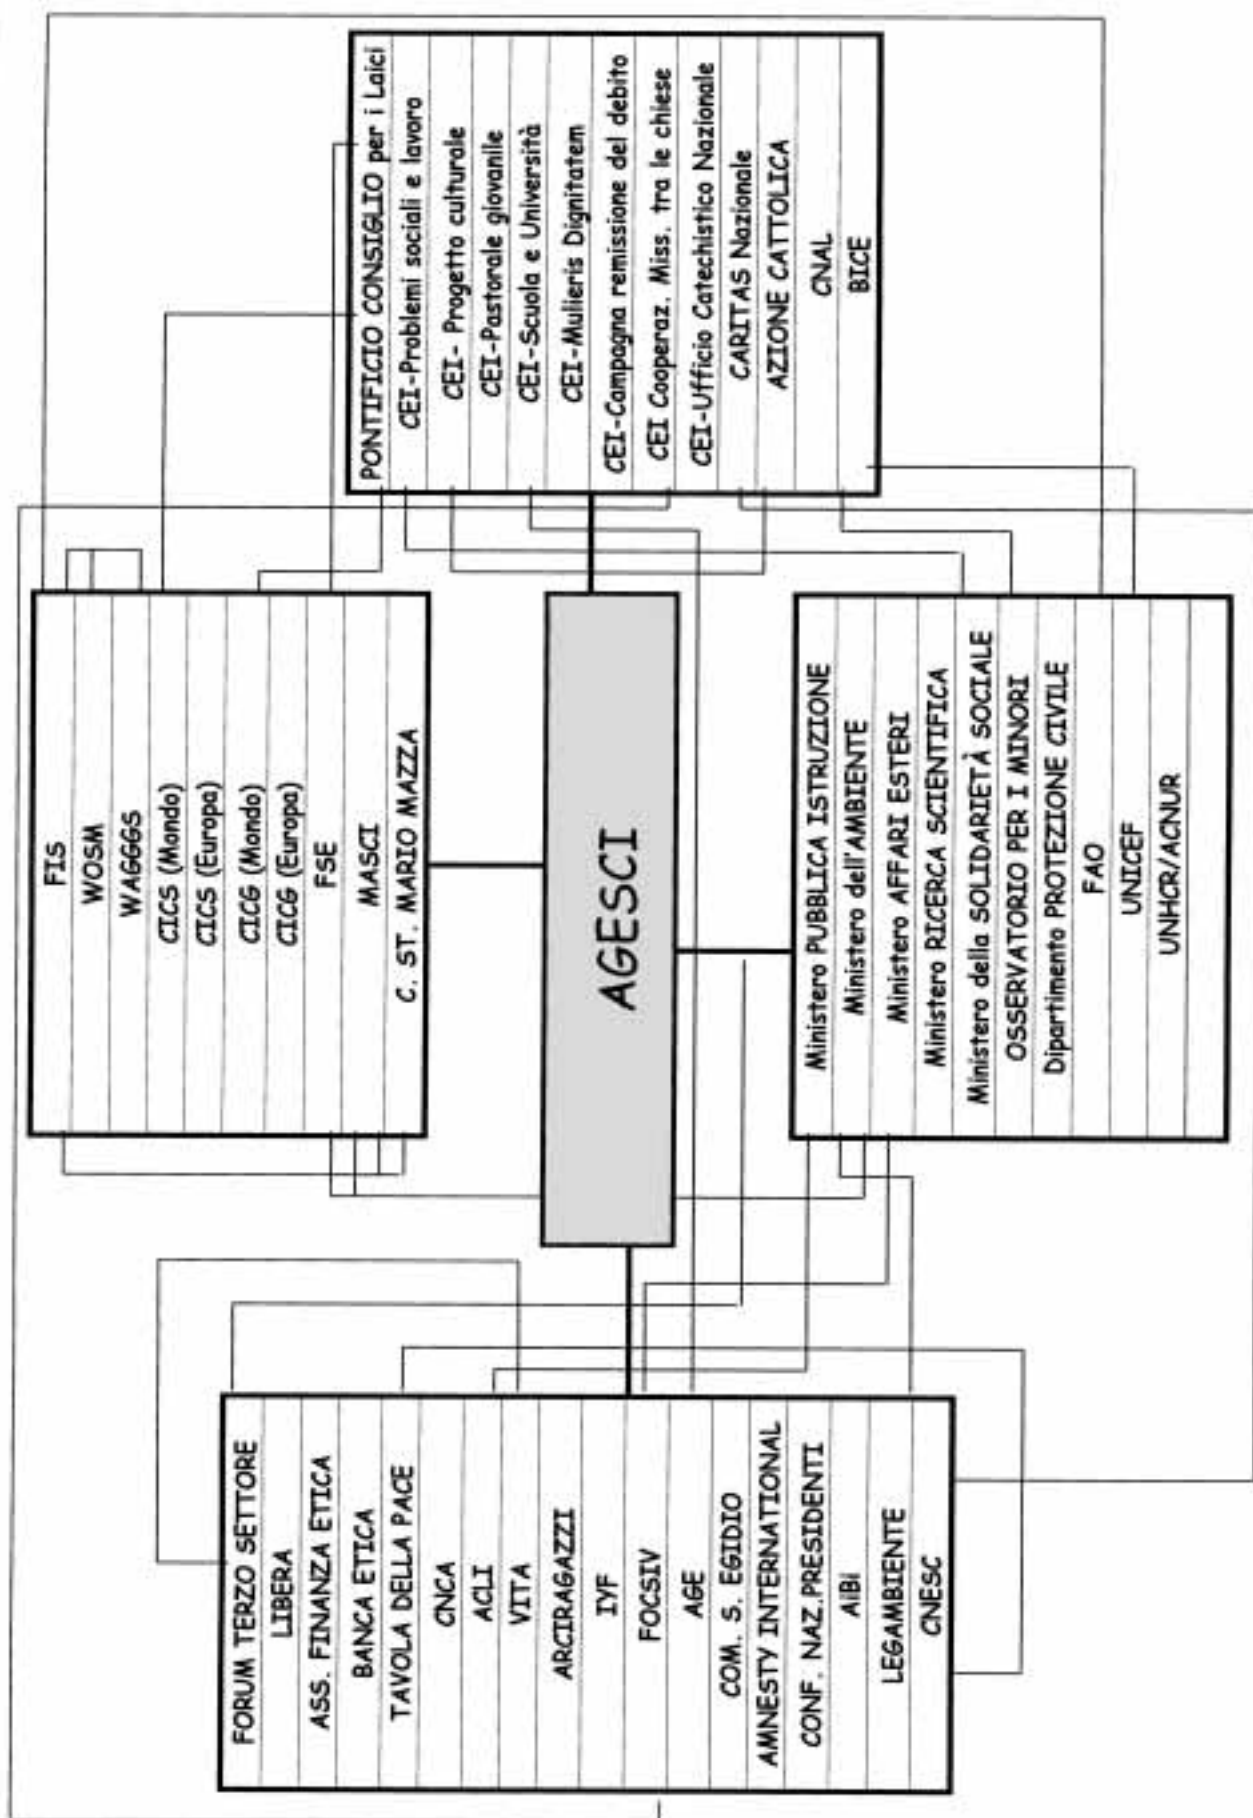 FIS
WOSM
WAGGGS
CICS (Mondo)
CICS (Europa)
CICG (Mondo)
CICG (Europa)
FSE
MASCI
C. ST. MARIO MAZZA
FORUM TERZO SETTORE
LIBERA
ASS. FINANZA ETICA
BANCA ETICA
TAVOLA DELLA PACE
CNCA
ACLI
VITA
ARCIRAGAZZI
IYF
FOCSIV
AGE
COM. S. EGIDIO
AMNESTY INTERNATIONAL
CONF. NAZ.PRESIDENTI
AiBi
LEGAMBIENTE
CNESC
AGESCI
PONTIFICIO CONSIGLIO per i Laici
CEI-Problemi sociali e lavoro
CEI- Progetto culturale
CEI-Pastorale giovanile
CEI-Scuola e Università
CEI-Mulieris Dignitatem
CEI-Campagna remissione del debito
CEI Cooperaz. Miss. tra le chiese
CEI-Ufficio Catechistico Nazionale
CARITAS Nazionale
AZIONE CATTOLICA
CNAL
BICE
Ministero PUBBLICA ISTRUZIONE
Ministero dell'AMBIENTE
Ministero AFFARI ESTERI
Ministero RICERCA SCIENTIFICA
Ministero della SOLIDARIETÀ SOCIALE
OSSERVATORIO PER I MINORI
Dipartimento PROTEZIONE CIVILE
FAO
UNICEF
UNHCR/ACNUR